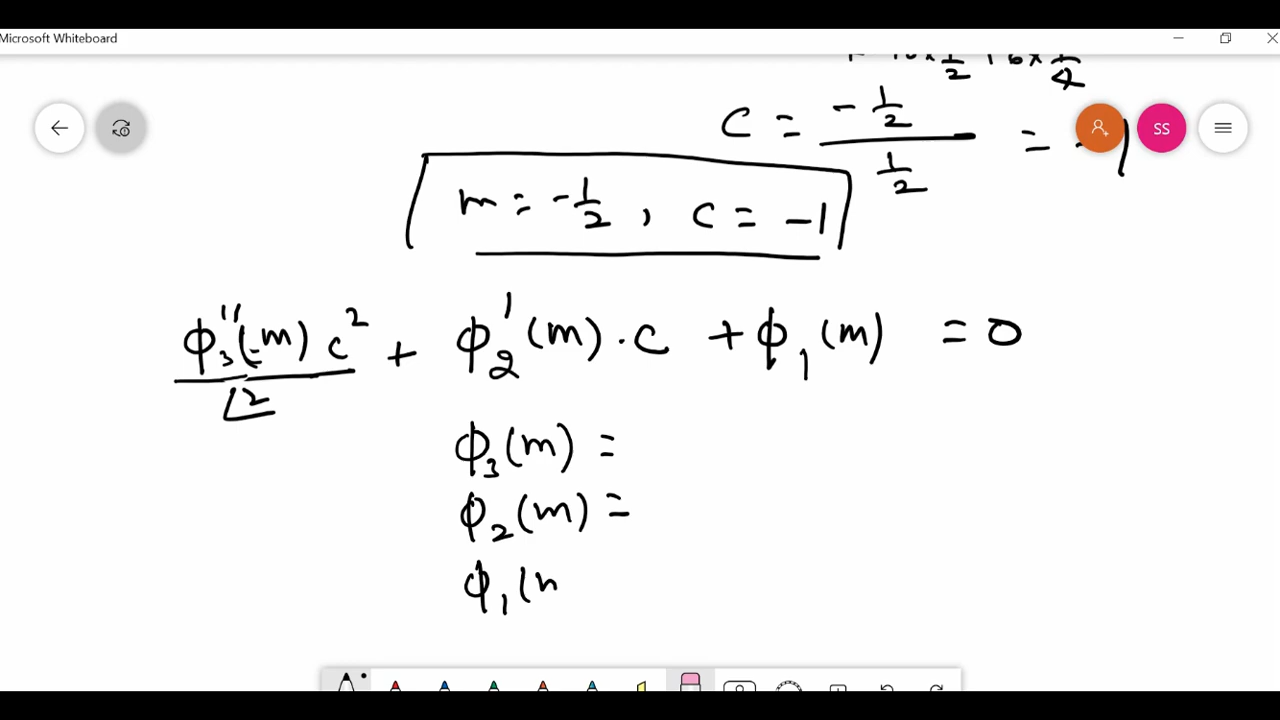 Microsoft Whiteboard
C = (-1/2)/(1/2) =
SS
m = -1/2 , c = -1
ϕ₃''(-m) c²/⌊2 + ϕ₂'(m) · c + ϕ₁(m) = 0
ϕ₃(m) =
ϕ₂(m) =
ϕ₁(